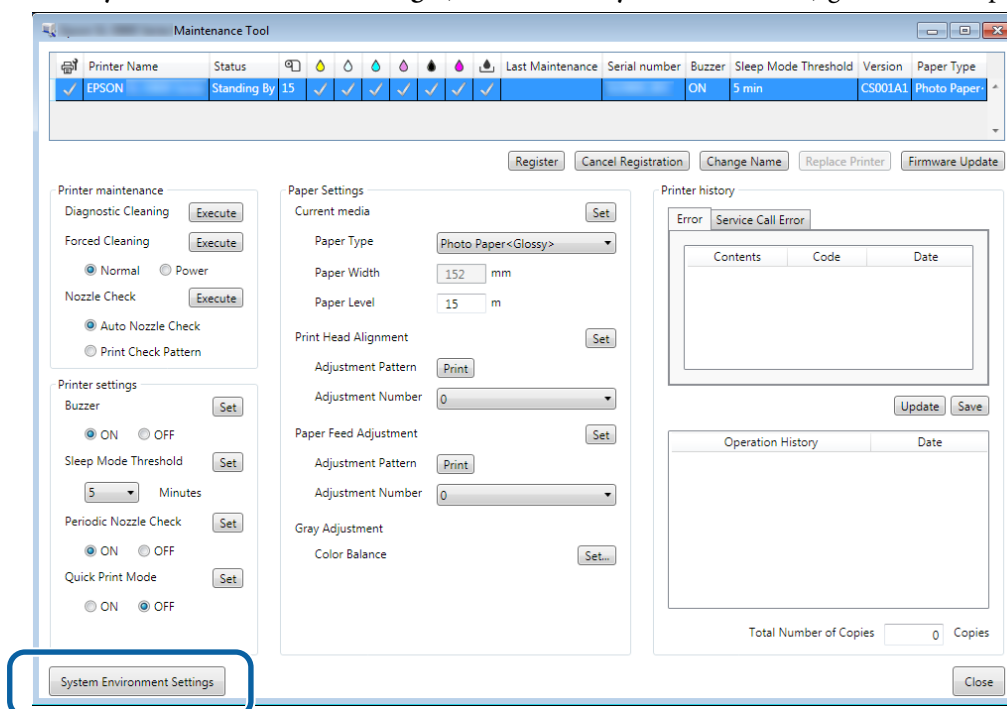 Maintenance Tool
Printer Name Status Last Maintenance Serial number Buzzer Sleep Mode Threshold Version Paper Type
EPSON Standing By 15 ON 5 min CS001A1 Photo Paper
Register Cancel Registration Change Name Replace Printer Firmware Update
Printer maintenance
Diagnostic Cleaning Execute
Forced Cleaning Execute
Normal Power
Nozzle Check Execute
Auto Nozzle Check
Print Check Pattern
Printer settings
Buzzer Set
ON OFF
Sleep Mode Threshold Set
5 Minutes
Periodic Nozzle Check Set
ON OFF
Quick Print Mode Set
ON OFF
Paper Settings
Current media Set
Paper Type Photo Paper<Glossy>
Paper Width 152 mm
Paper Level 15 m
Print Head Alignment Set
Adjustment Pattern Print
Adjustment Number 0
Paper Feed Adjustment Set
Adjustment Pattern Print
Adjustment Number 0
Gray Adjustment
Color Balance Set...
Printer history
Error Service Call Error
Contents Code Date
Update Save
Operation History Date
Total Number of Copies 0 Copies
System Environment Settings
Close